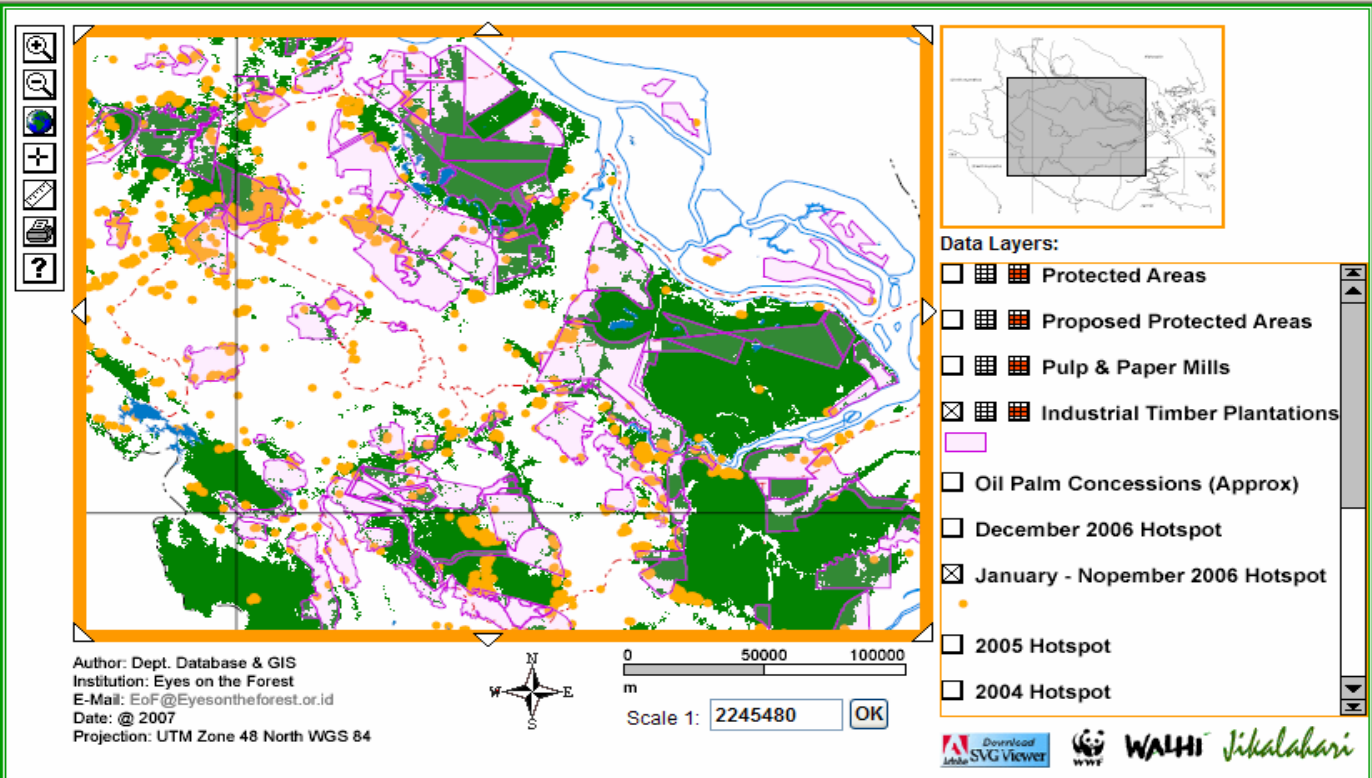 ?
Data Layers:
Protected Areas
Proposed Protected Areas
Pulp & Paper Mills
Industrial Timber Plantations
Oil Palm Concessions (Approx)
December 2006 Hotspot
January - Nopember 2006 Hotspot
2005 Hotspot
2004 Hotspot
Author: Dept. Database & GIS
Institution: Eyes on the Forest
E-Mail: EoF@Eyesontheforest.or.id
Date: @ 2007
Projection: UTM Zone 48 North WGS 84
N
W E
S
0 50000 100000
m
Scale 1: 2245480 OK
Download
Adobe SVG Viewer
WWF
WALHI
Jikalahari